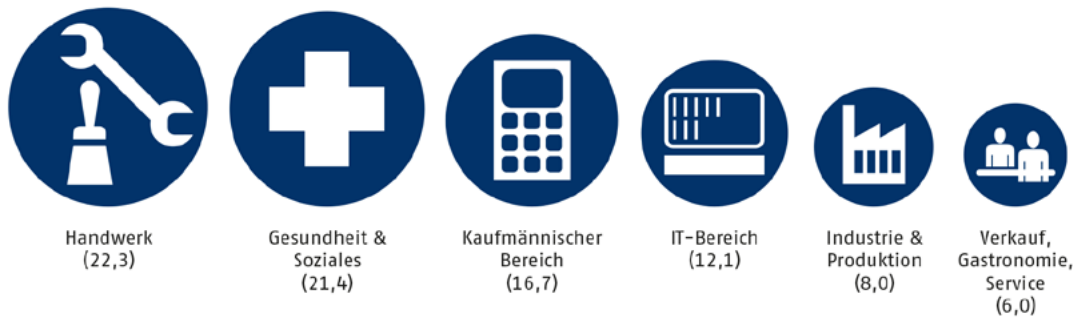 Handwerk
(22,3)
Gesundheit &
Soziales
(21,4)
Kaufmännischer
Bereich
(16,7)
IT-Bereich
(12,1)
Industrie &
Produktion
(8,0)
Verkauf,
Gastronomie,
Service
(6,0)